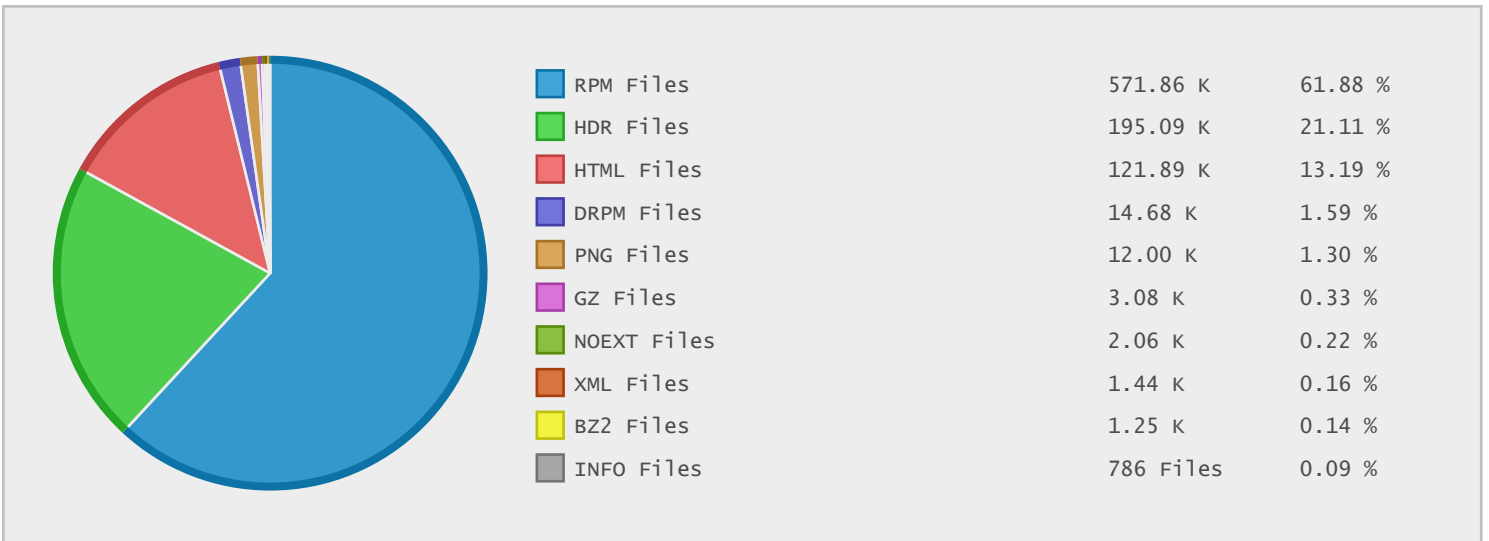 RPM Files 571.86 K 61.88 %
HDR Files 195.09 K 21.11 %
HTML Files 121.89 K 13.19 %
DRPM Files 14.68 K 1.59 %
PNG Files 12.00 K 1.30 %
GZ Files 3.08 K 0.33 %
NOEXT Files 2.06 K 0.22 %
XML Files 1.44 K 0.16 %
BZ2 Files 1.25 K 0.14 %
INFO Files 786 Files 0.09 %